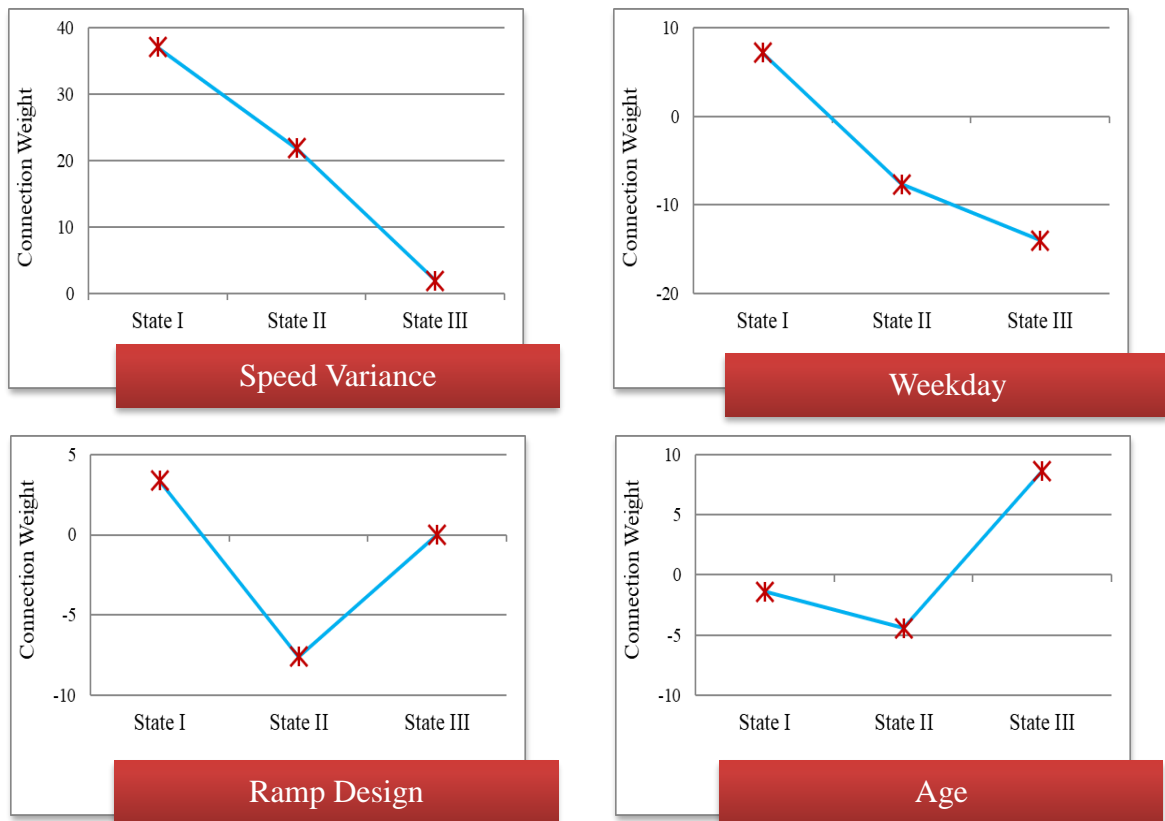 40
30
20
10
0
Connection Weight
State I State II State III
Speed Variance
10
0
-10
-20
Connection Weight
State I State II State III
Weekday
5
0
-5
-10
Connection Weight
State I State II State III
Ramp Design
10
5
0
-5
-10
Connection Weight
State I State II State III
Age